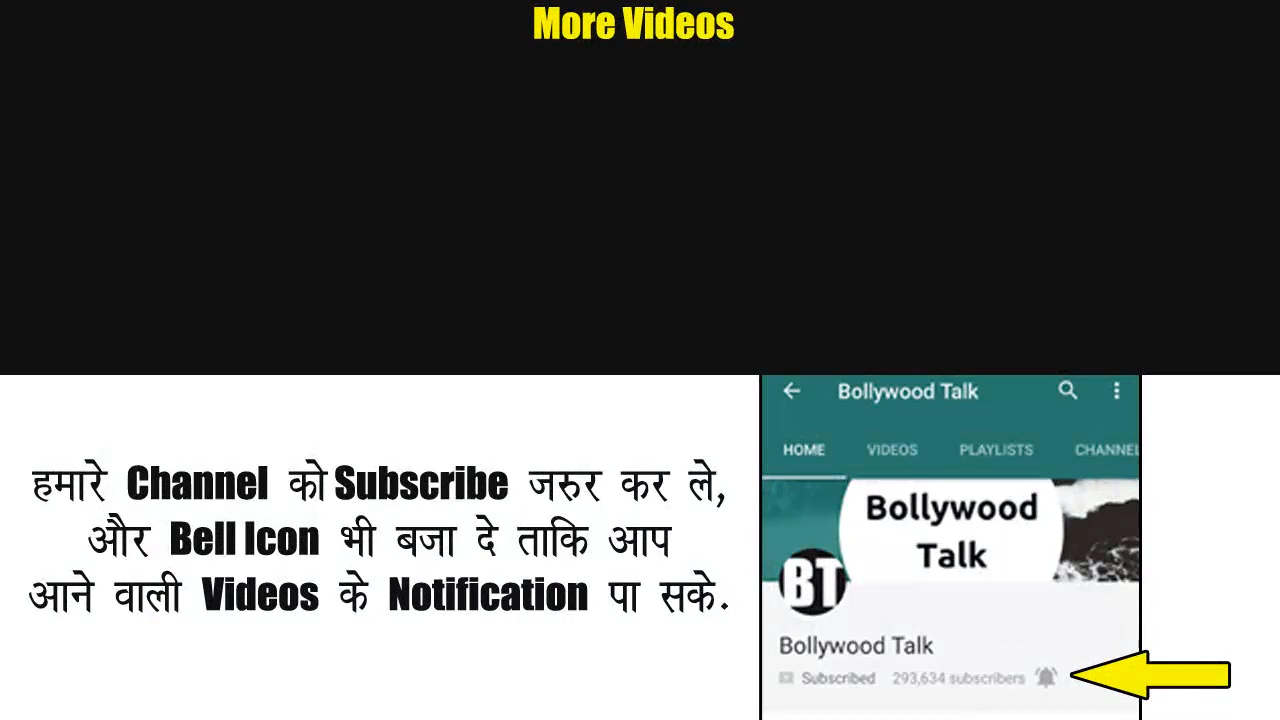 More Videos
हमारे Channel को Subscribe जरुर कर ले,
और Bell Icon भी बजा दे ताकि आप
आने वाली Videos के Notification पा सके.
Bollywood Talk
HOME VIDEOS PLAYLISTS CHANNEL
Bollywood
Talk
BT
Bollywood Talk
Subscribed 293,634 subscribers